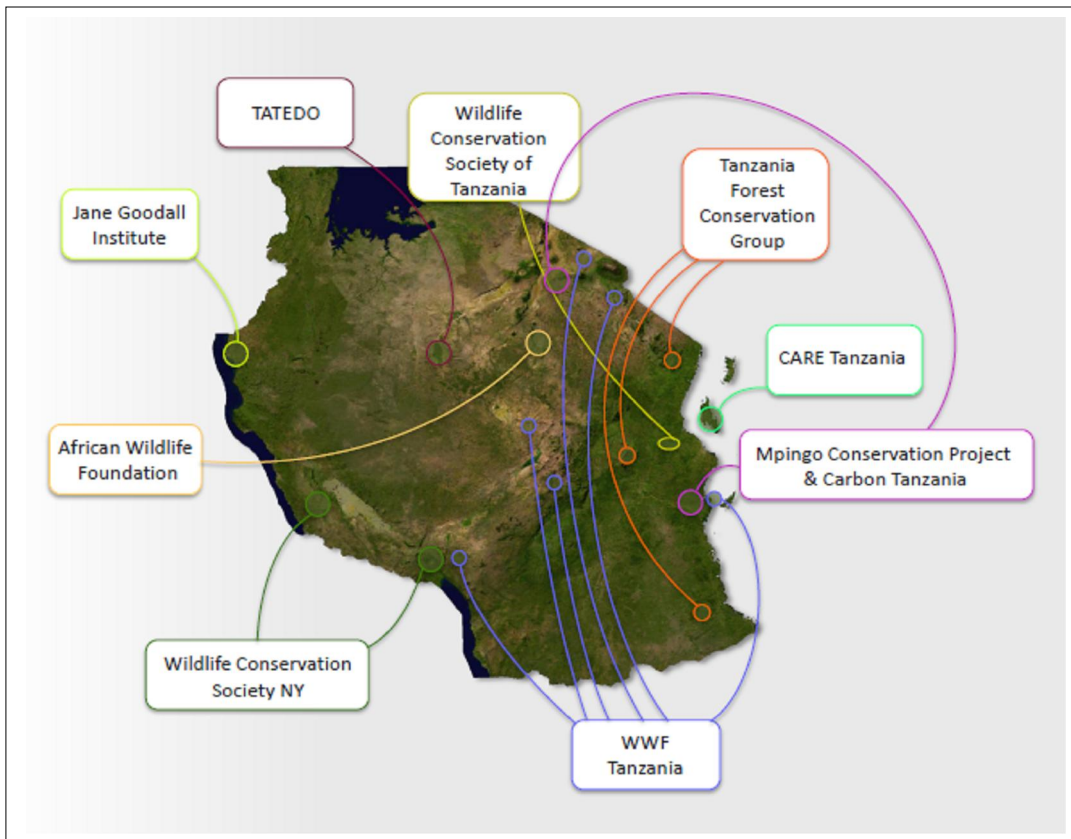 TATEDO
Wildlife
Conservation
Society of
Tanzania
Tanzania
Forest
Conservation
Group
Jane Goodall
Institute
CARE Tanzania
African Wildlife
Foundation
Mpingo Conservation Project
& Carbon Tanzania
Wildlife Conservation
Society NY
WWF
Tanzania